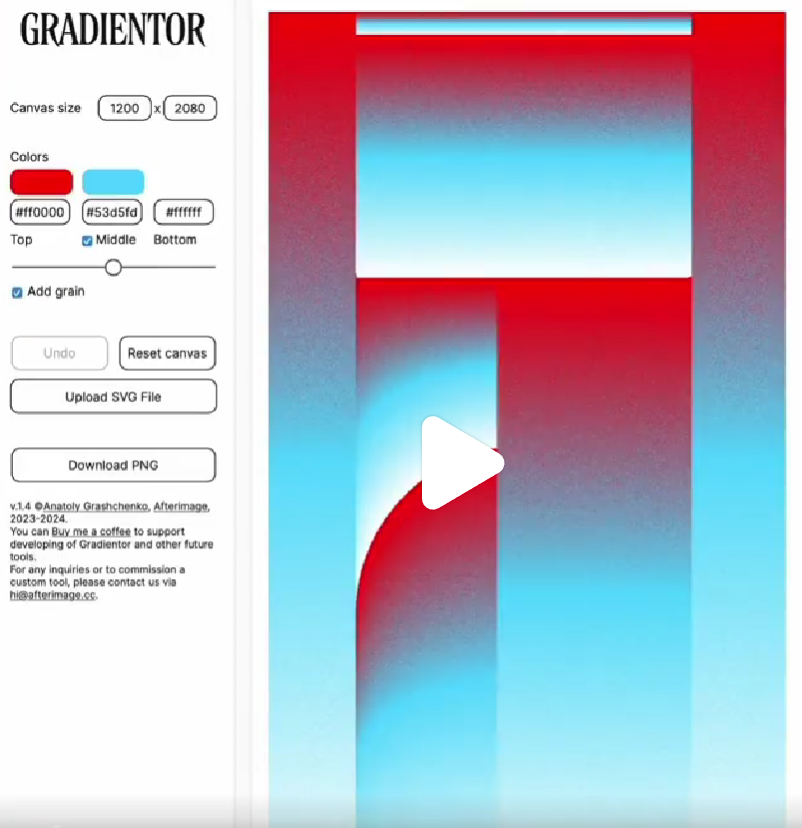 GRADIENTOR
Canvas size 1200 x 2080
Colors
#ff0000 #53d5fd #ffffff
Top Middle Bottom
Add grain
Undo Reset canvas
Upload SVG File
Download PNG
v.1.4 ©Anatoly Grashchenko, Afterimage,
2023-2024.
You can Buy me a coffee to support
developing of Gradientor and other future
tools.
For any inquiries or to commission a
custom tool, please contact us via
hi@afterimage.cc.